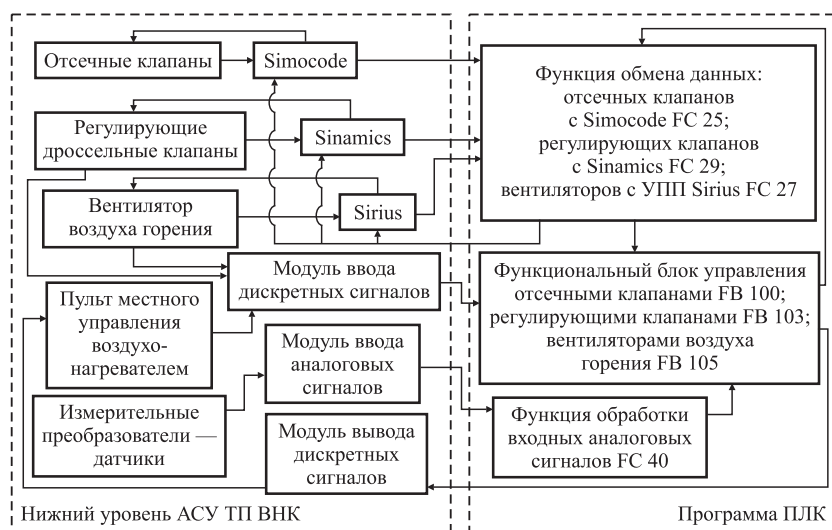 Отсечные клапаны
Simocode
Регулирующие
дроссельные клапаны
Sinamics
Вентилятор
воздуха горения
Sirius
Модуль ввода
дискретных сигналов
Пульт местного
управления
воздухо-
нагревателем
Модуль ввода
аналоговых
сигналов
Измерительные
преобразователи —
датчики
Модуль вывода
дискретных
сигналов
Нижний уровень АСУ ТП ВНК
Функция обмена данных:
отсечных клапанов
с Simocode FC 25;
регулирующих клапанов
с Sinamics FC 29;
вентиляторов с УПП Sirius FC 27
Функциональный блок управления
отсечными клапанами FB 100;
регулирующими клапанами FB 103;
вентиляторами воздуха
горения FB 105
Функция обработки
входных аналоговых
сигналов FC 40
Программа ПЛК